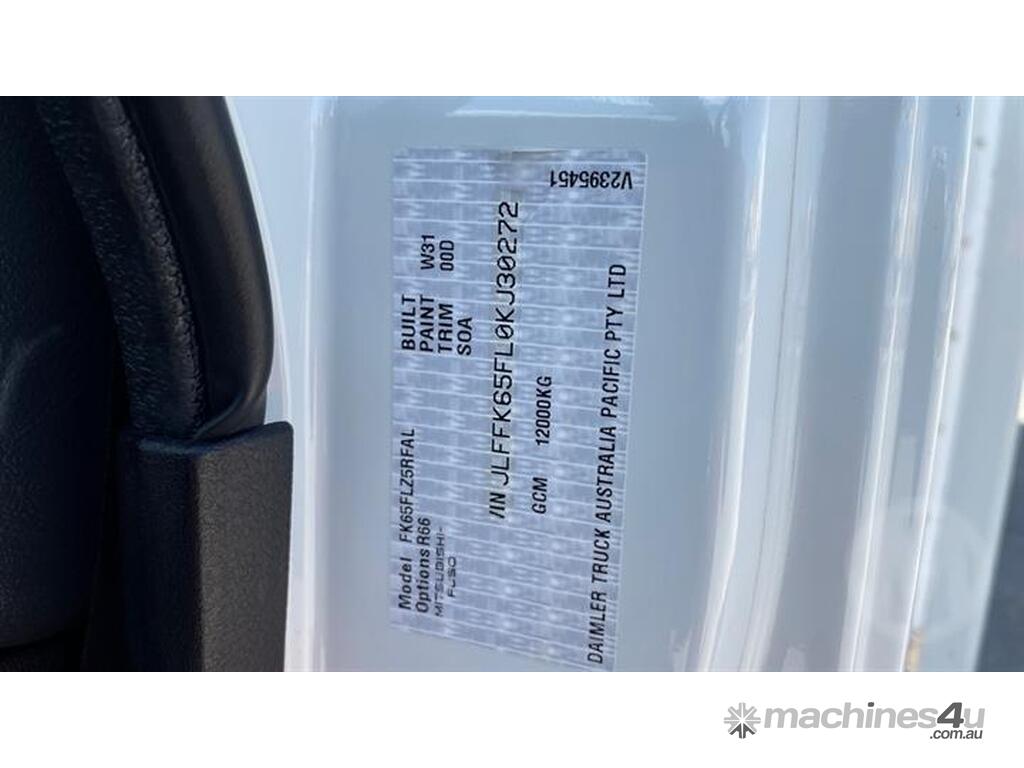 Model FK65FLZ5RFAL
Options R66
MITSUBISHI-
FUSO
BUILT
PAINT W31
TRIM 00D
SOA
VIN JLFFK65FL0KJ30272
GCM 12000KG
V2395451
DAIMLER TRUCK AUSTRALIA PACIFIC PTY LTD
machines4u
.com.au